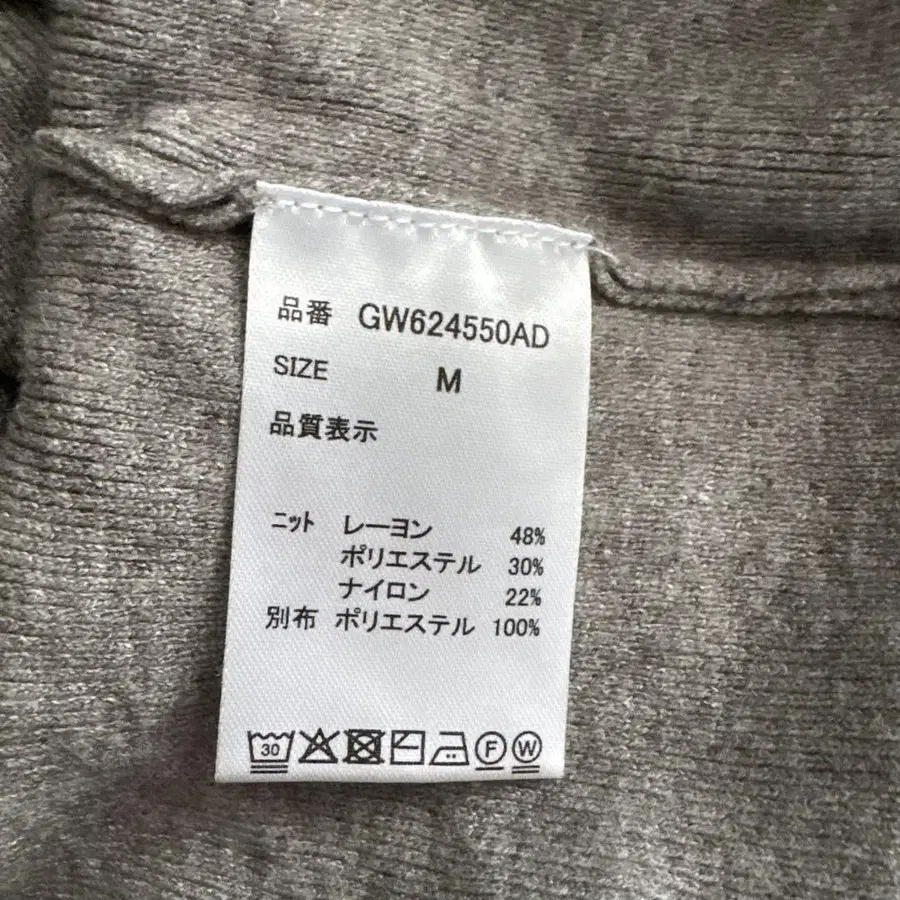 品番 GW624550AD
SIZE M
品質表示
ニット レーヨン 48%
ポリエステル 30%
ナイロン 22%
別布 ポリエステル 100%
30 F W